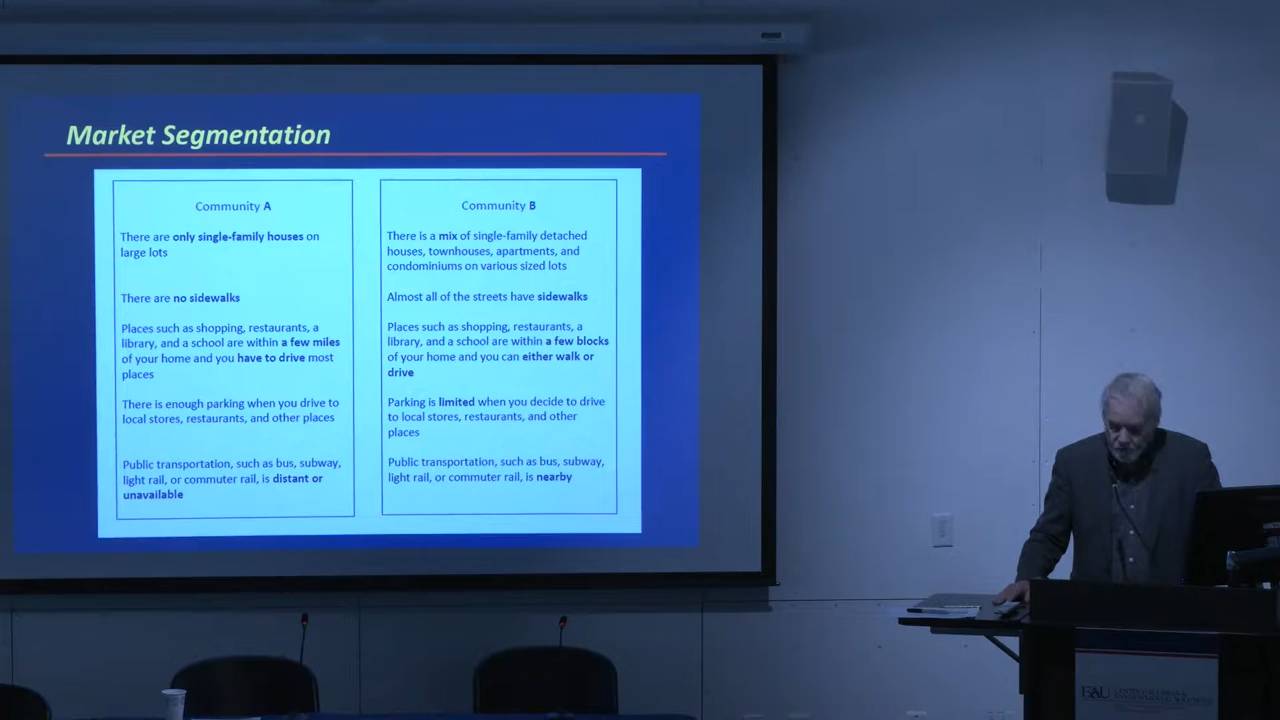 Market Segmentation
Community A
There are only single-family houses on
large lots
There are no sidewalks
Places such as shopping, restaurants, a
library, and a school are within a few miles
of your home and you have to drive most
places
There is enough parking when you drive to
local stores, restaurants, and other places
Public transportation, such as bus, subway,
light rail, or commuter rail, is distant or
unavailable
Community B
There is a mix of single-family detached
houses, townhouses, apartments, and
condominiums on various sized lots
Almost all of the streets have sidewalks
Places such as shopping, restaurants, a
library, and a school are within a few blocks
of your home and you can either walk or
drive
Parking is limited when you decide to drive
to local stores, restaurants, and other
places
Public transportation, such as bus, subway,
light rail, or commuter rail, is nearby
FAU